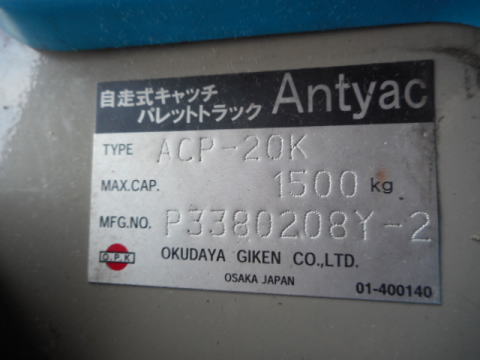 自走式キャッチ
パレットトラック Antyac
TYPE ACP-20K
MAX.CAP. 1500 kg
MFG.NO. P3380208Y-2
O.P.K OKUDAYA GIKEN CO.,LTD.
OSAKA JAPAN
01-400140